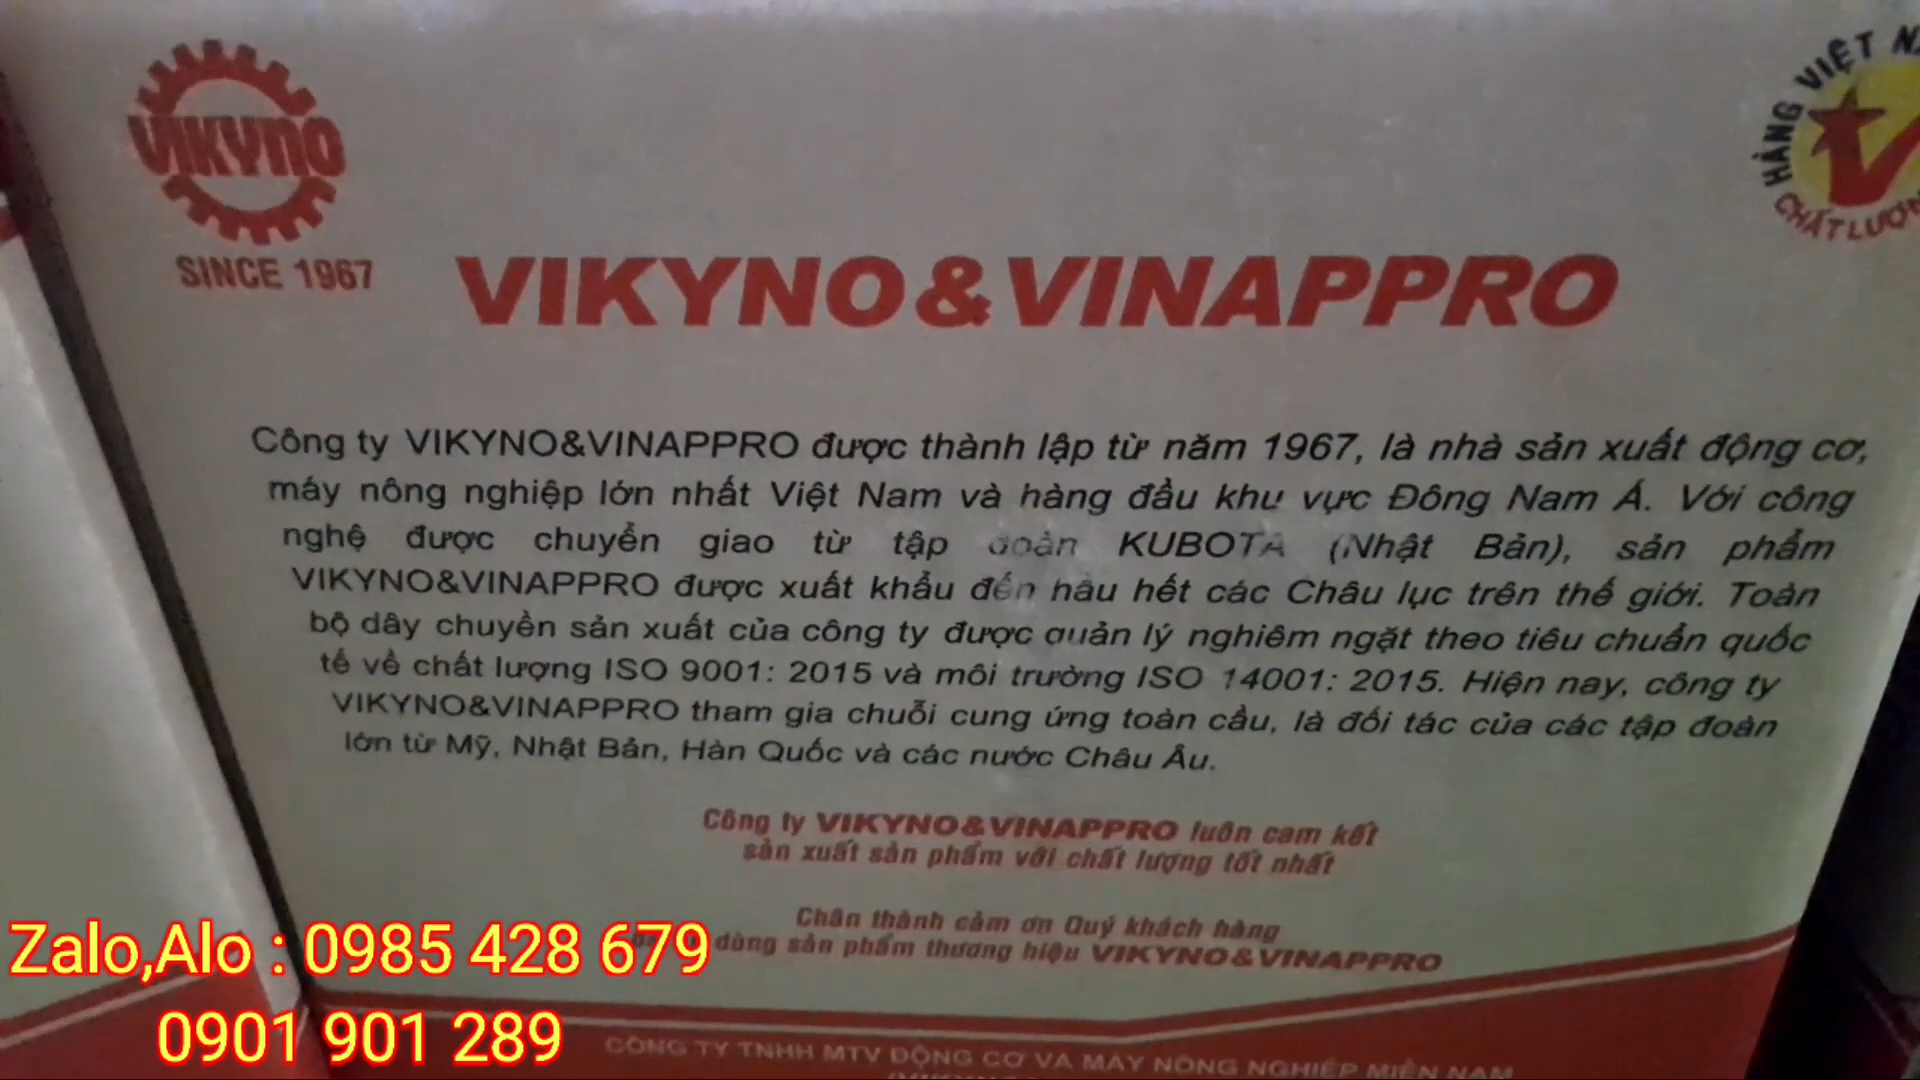 VIKYNO
SINCE 1967
HÀNG VIỆT
VIKYNO&VINAPPRO
Công ty VIKYNO&VINAPPRO được thành lập từ năm 1967, là nhà sản xuất động cơ,
máy nông nghiệp lớn nhất Việt Nam và hàng đầu khu vực Đông Nam Á. Với công
nghệ được chuyển giao từ tập đoàn KUBOTA (Nhật Bản), sản phẩm
VIKYNO&VINAPPRO được xuất khẩu đến hầu hết các Châu lục trên thế giới. Toàn
bộ dây chuyền sản xuất của công ty được quản lý nghiêm ngặt theo tiêu chuẩn quốc
tế về chất lượng ISO 9001: 2015 và môi trường ISO 14001: 2015. Hiện nay, công ty
VIKYNO&VINAPPRO tham gia chuỗi cung ứng toàn cầu, là đối tác của các tập đoàn
lớn từ Mỹ, Nhật Bản, Hàn Quốc và các nước Châu Âu.
Công ty VIKYNO&VINAPPRO luôn cam kết
sản xuất sản phẩm với chất lượng tốt nhất
Chân thành cảm ơn Quý khách hàng
dùng sản phẩm thương hiệu VIKYNO&VINAPPRO
Zalo,Alo : 0985 428 679
0901 901 289
CÔNG TY TNHH MTV ĐỘNG CƠ VÀ MÁY NÔNG NGHIỆP MIỀN NAM